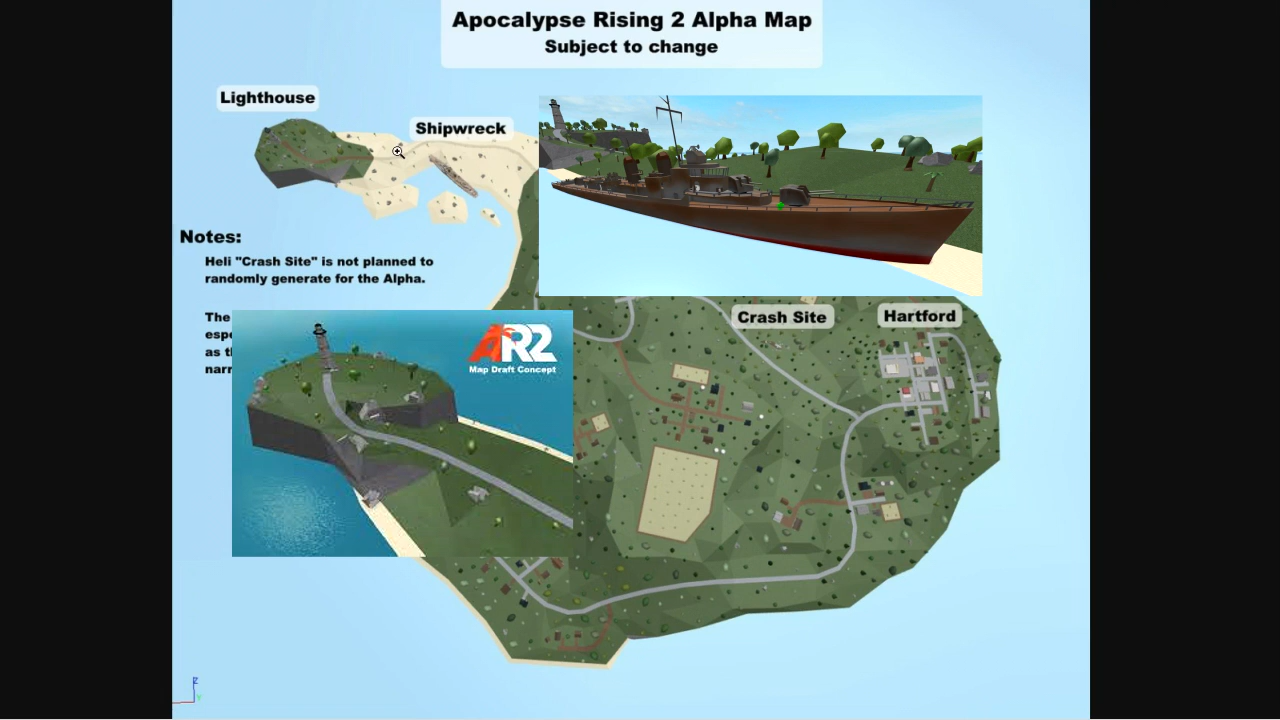 Apocalypse Rising 2 Alpha Map
Subject to change
Lighthouse
Shipwreck
Notes:
Heli "Crash Site" is not planned to
randomly generate for the Alpha.
The
AR2
Map Draft Concept
Crash Site
Hartford
Z
Y